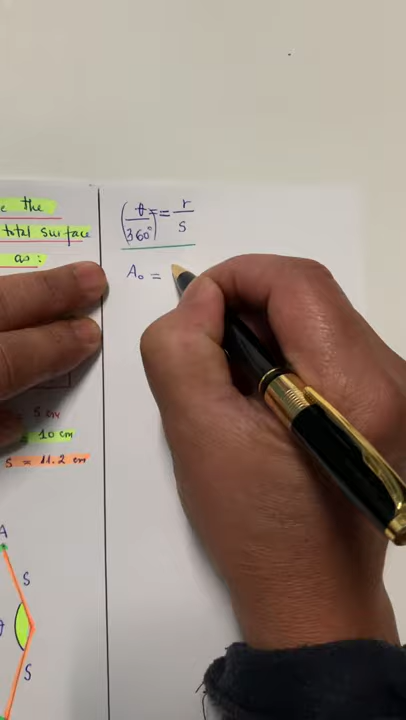 e the
total surface
as:
= 5 cm
= 10 cm
S = 11.2 cm
A
S
S
(θ/360°) = r/s
A₀ =